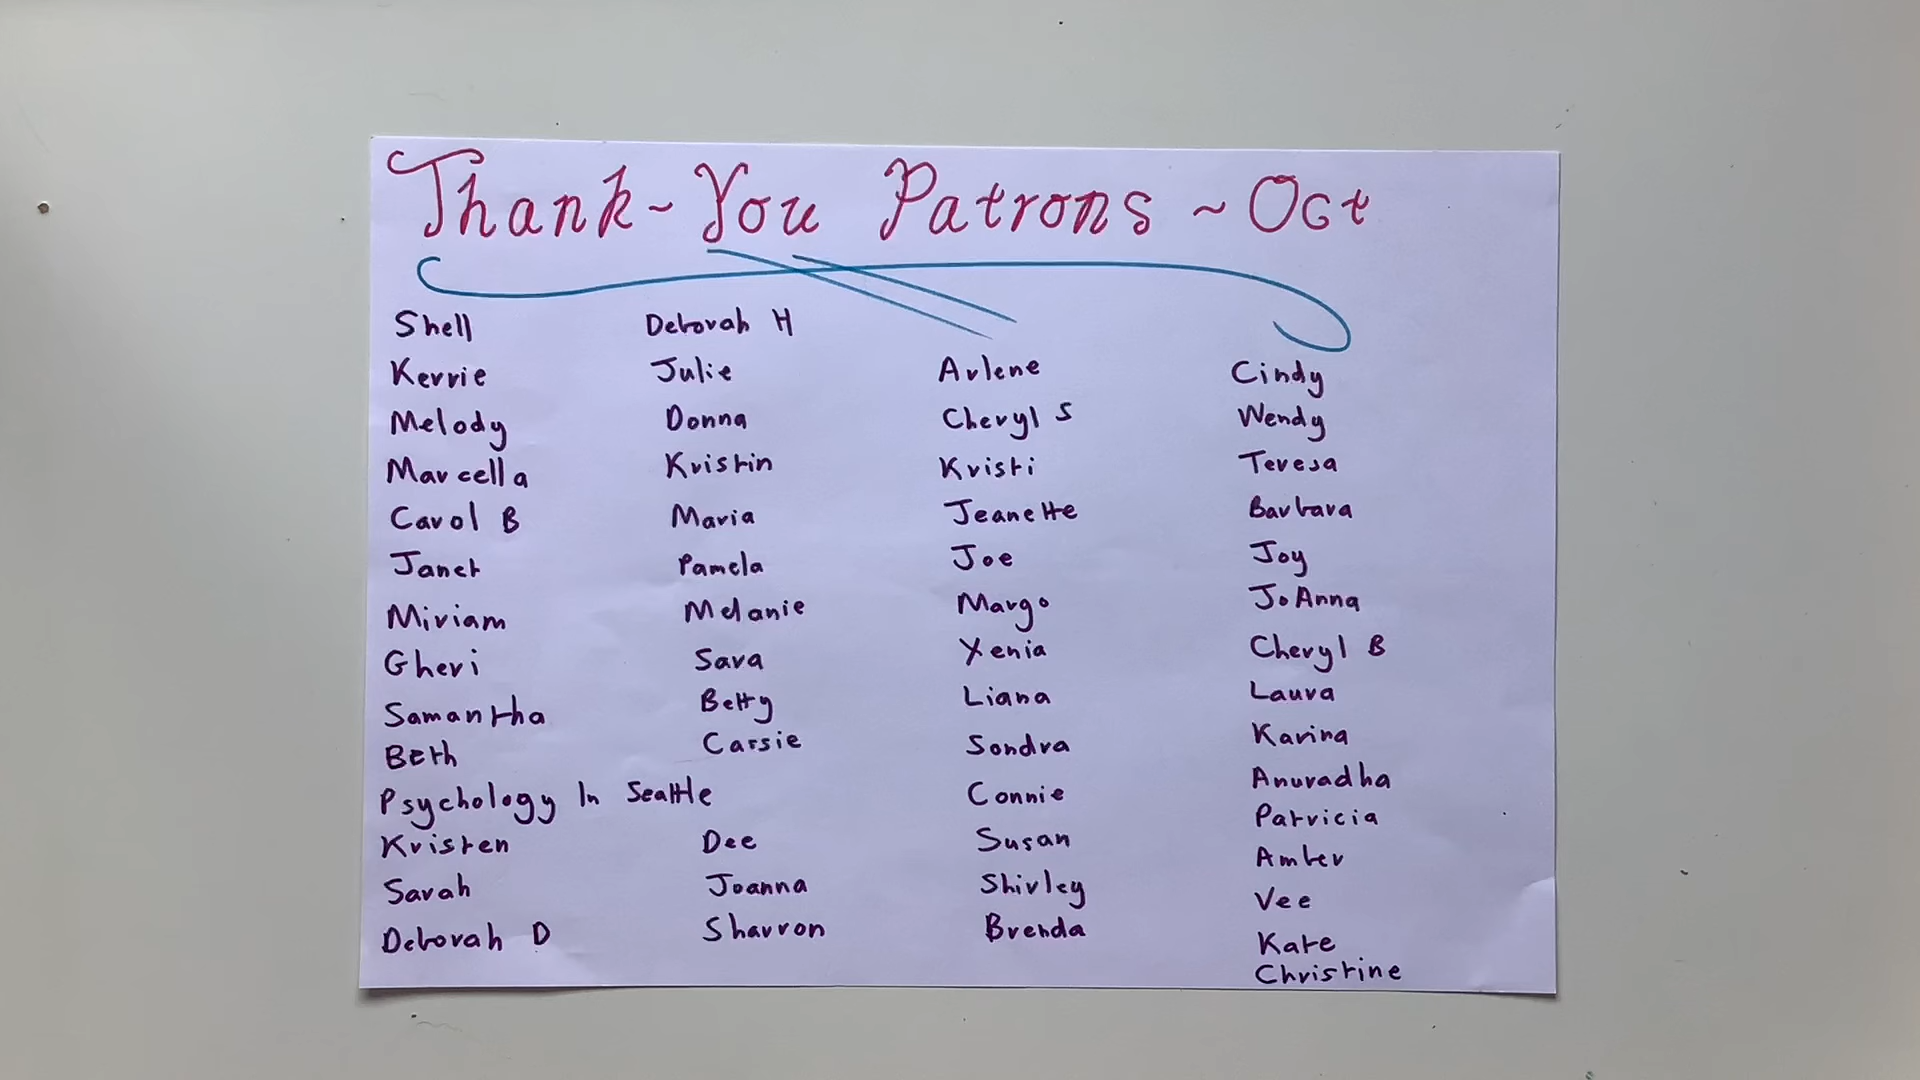 Thank-You Patrons ~ Oct
Shell
Kerrie
Melody
Marcella
Carol B
Janet
Miriam
Gheri
Samantha
Beth
Psychology In Seattle
Kristen
Sarah
Deborah D
Deborah H
Julie
Donna
Kristin
Maria
Pamela
Melanie
Sara
Betty
Cassie
Dee
Joanna
Sharron
Arlene
Cheryl S
Kristi
Jeanette
Joe
Margo
Xenia
Liana
Sondra
Connie
Susan
Shirley
Brenda
Cindy
Wendy
Teresa
Barbara
Joy
JoAnna
Cheryl B
Laura
Karina
Anuradha
Patricia
Amber
Vee
Kate
Christine